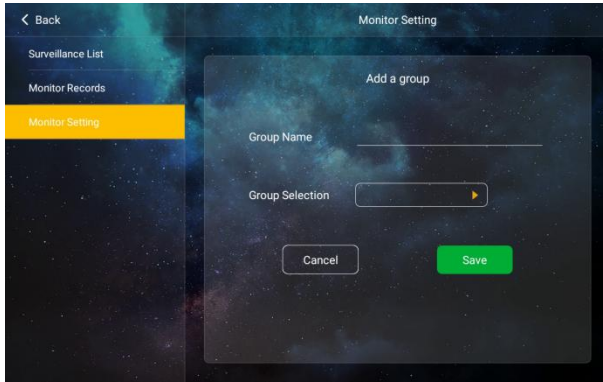 Back
Monitor Setting
Surveillance List
Monitor Records
Monitor Setting
Add a group
Group Name
Group Selection
Cancel
Save